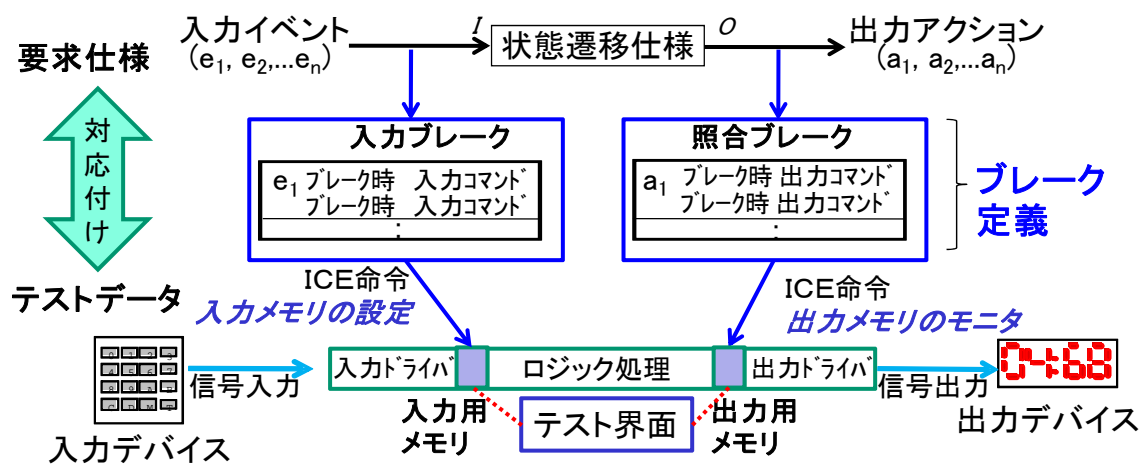 入力イベント
(e1, e2,...en)
I
状態遷移仕様
O
出力アクション
(a1, a2,...an)
要求仕様
対応付け
テストデータ
入力ブレーク
e1 ブレーク時 入力コマンド
ブレーク時 入力コマンド
:
照合ブレーク
a1 ブレーク時 出力コマンド
ブレーク時 出力コマンド
:
ブレーク
定義
ICE命令
入力メモリの設定
ICE命令
出力メモリのモニタ
信号入力
入力ドライバ
ロジック処理
出力ドライバ
信号出力
0468
入力デバイス
入力用
メモリ
テスト界面
出力用
メモリ
出力デバイス